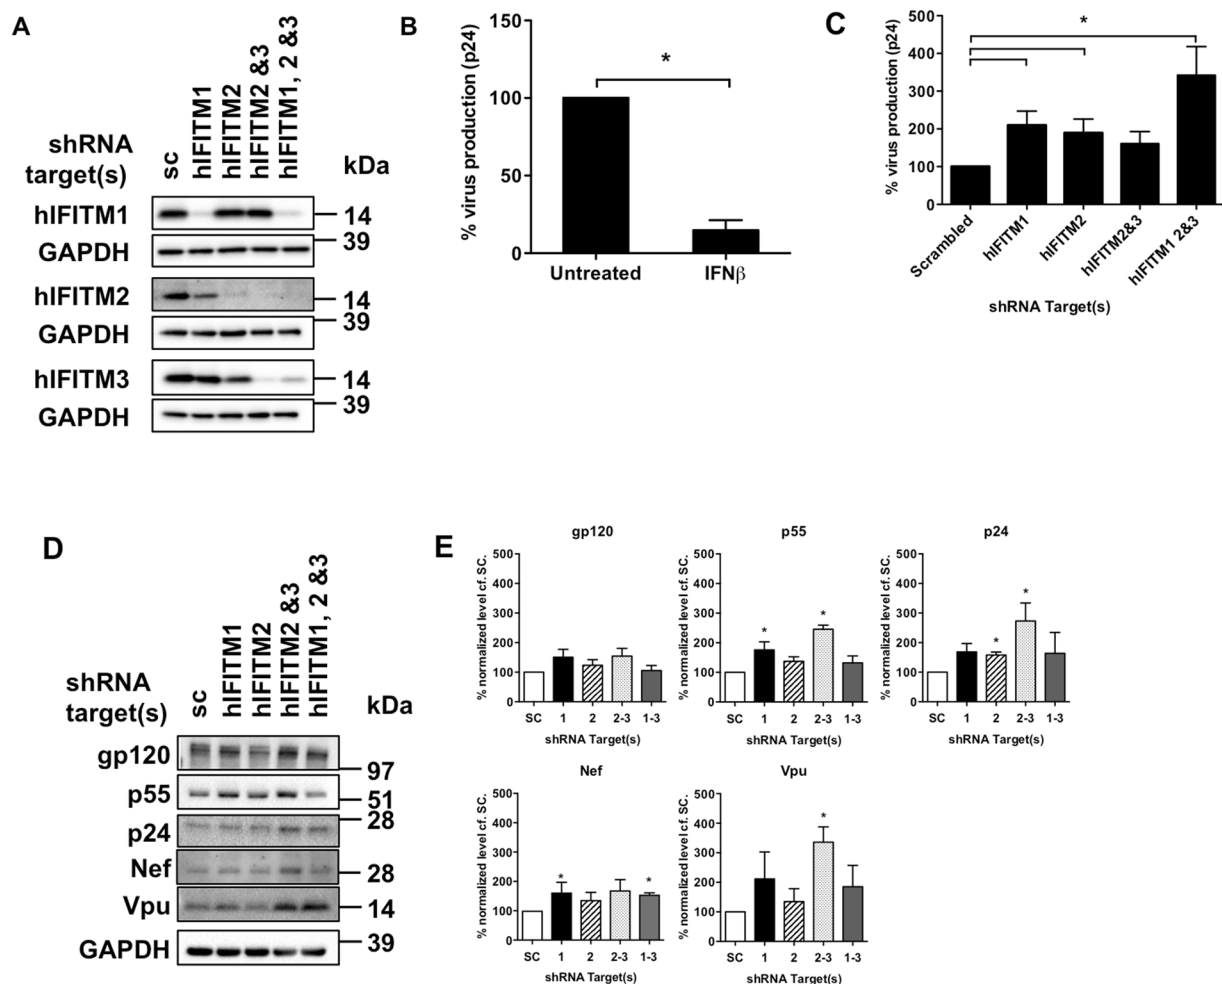 A
shRNA
target(s)
sc
hIFITM1
hIFITM2
hIFITM2 &3
hIFITM1, 2 &3
kDa
hIFITM1
14
GAPDH
39
hIFITM2
14
GAPDH
39
hIFITM3
14
GAPDH
39
B
% virus production (p24)
150
100
50
0
*
Untreated
IFNβ
C
% virus production (p24)
500
400
300
200
100
0
*
Scrambled
hIFITM1
hIFITM2
hIFITM2&3
hIFITM1 2&3
shRNA Target(s)
D
shRNA
target(s)
sc
hIFITM1
hIFITM2
hIFITM2 &3
hIFITM1, 2 &3
kDa
gp120
97
p55
51
p24
28
Nef
28
Vpu
14
GAPDH
39
E
gp120
% normalized level cf. SC.
500
400
300
200
100
0
SC 1 2 2-3 1-3
shRNA Target(s)
p55
% normalized level cf. SC.
500
400
300
200
100
0
*
*
SC 1 2 2-3 1-3
shRNA Target(s)
p24
% normalized level cf. SC.
500
400
300
200
100
0
*
*
SC 1 2 2-3 1-3
shRNA Target(s)
Nef
% normalized level cf. SC.
500
400
300
200
100
0
*
*
SC 1 2 2-3 1-3
shRNA Target(s)
Vpu
% normalized level cf. SC.
500
400
300
200
100
0
*
SC 1 2 2-3 1-3
shRNA Target(s)